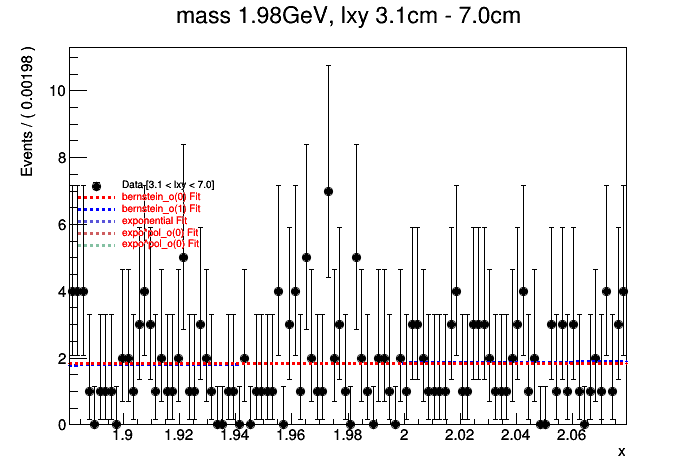 mass 1.98GeV, lxy 3.1cm - 7.0cm
Events / ( 0.00198 )
10
8
6
4
2
0
Data [3.1 < lxy < 7.0]
bernstein_o(0) Fit
bernstein_o(1) Fit
exponential Fit
expo*pol_o(0) Fit
expo*pol_o(0) Fit
1.9 1.92 1.94 1.96 1.98 2 2.02 2.04 2.06
x